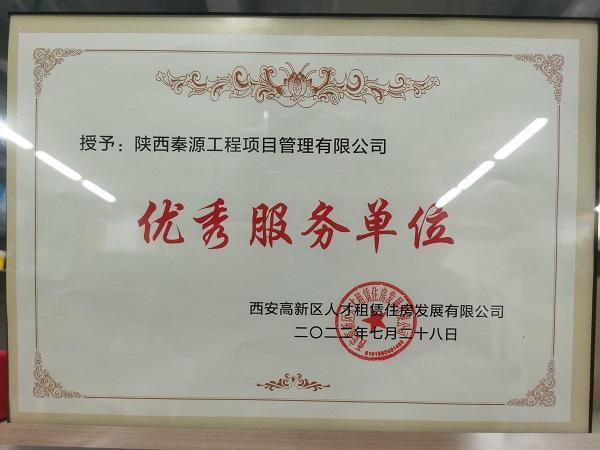 授予：陕西秦源工程项目管理有限公司
优秀服务单位
西安高新区人才租赁住房发展有限公司
二〇二二年七月二十八日